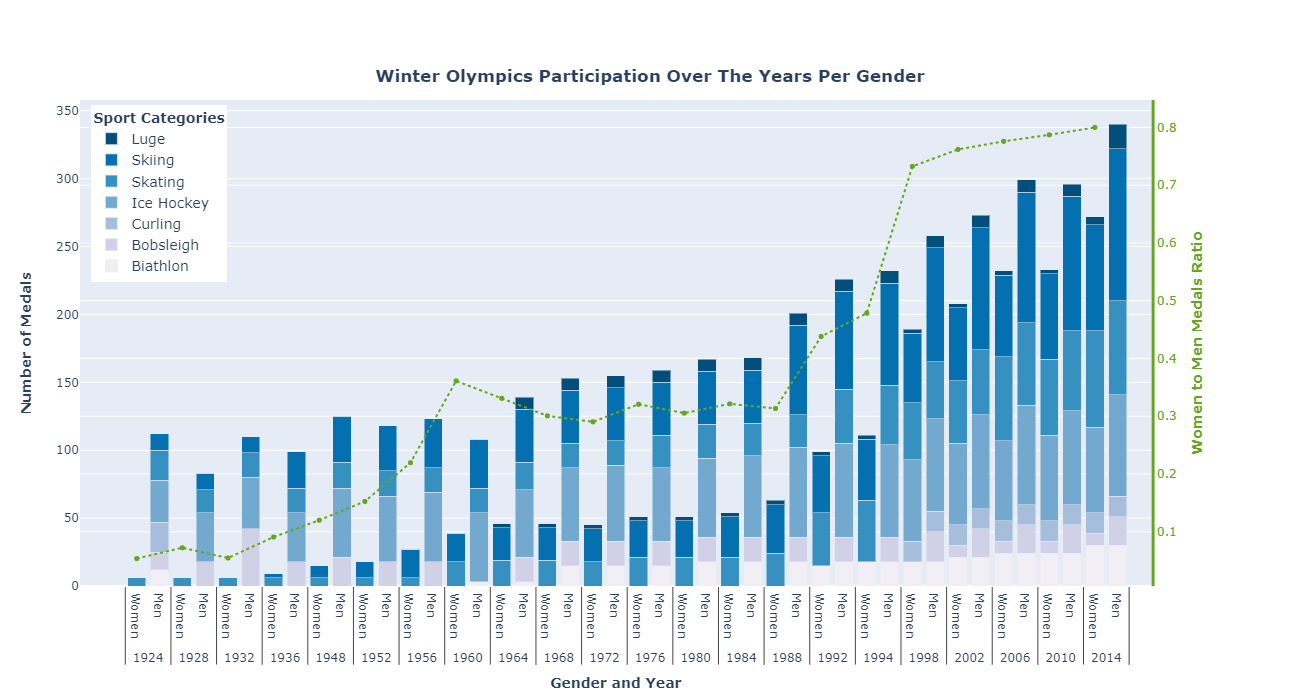 Winter Olympics Participation Over The Years Per Gender
Sport Categories
Luge
Skiing
Skating
Ice Hockey
Curling
Bobsleigh
Biathlon
Number of Medals
350
300
250
200
150
100
50
0
0.8
0.7
0.6
0.5
0.4
0.3
0.2
0.1
Women to Men Medals Ratio
Women Men Women Men Women Men Women Men Women Men Women Men Women Men Women Men Women Men Women Men Women Men Women Men Women Men Women Men Women Men Women Men Women Men Women Men Women Men Women Men Women Men Women Men
1924 1928 1932 1936 1948 1952 1956 1960 1964 1968 1972 1976 1980 1984 1988 1992 1994 1998 2002 2006 2010 2014
Gender and Year